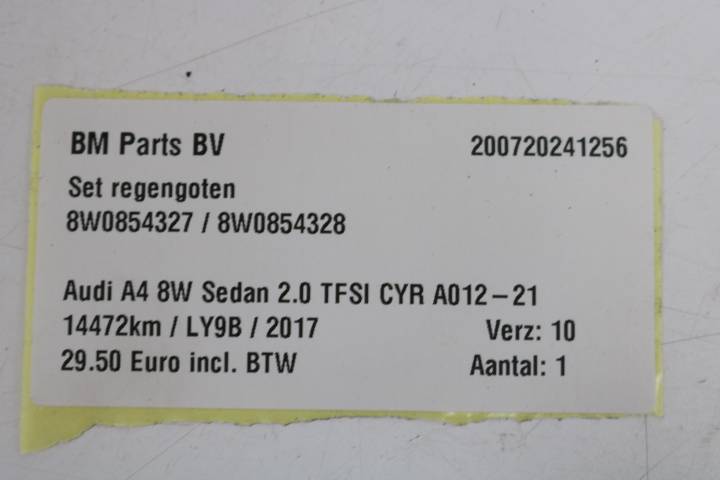 BM Parts BV 200720241256
Set regengoten
8W0854327 / 8W0854328
Audi A4 8W Sedan 2.0 TFSI CYR A012-21
14472km / LY9B / 2017 Verz: 10
29.50 Euro incl. BTW Aantal: 1